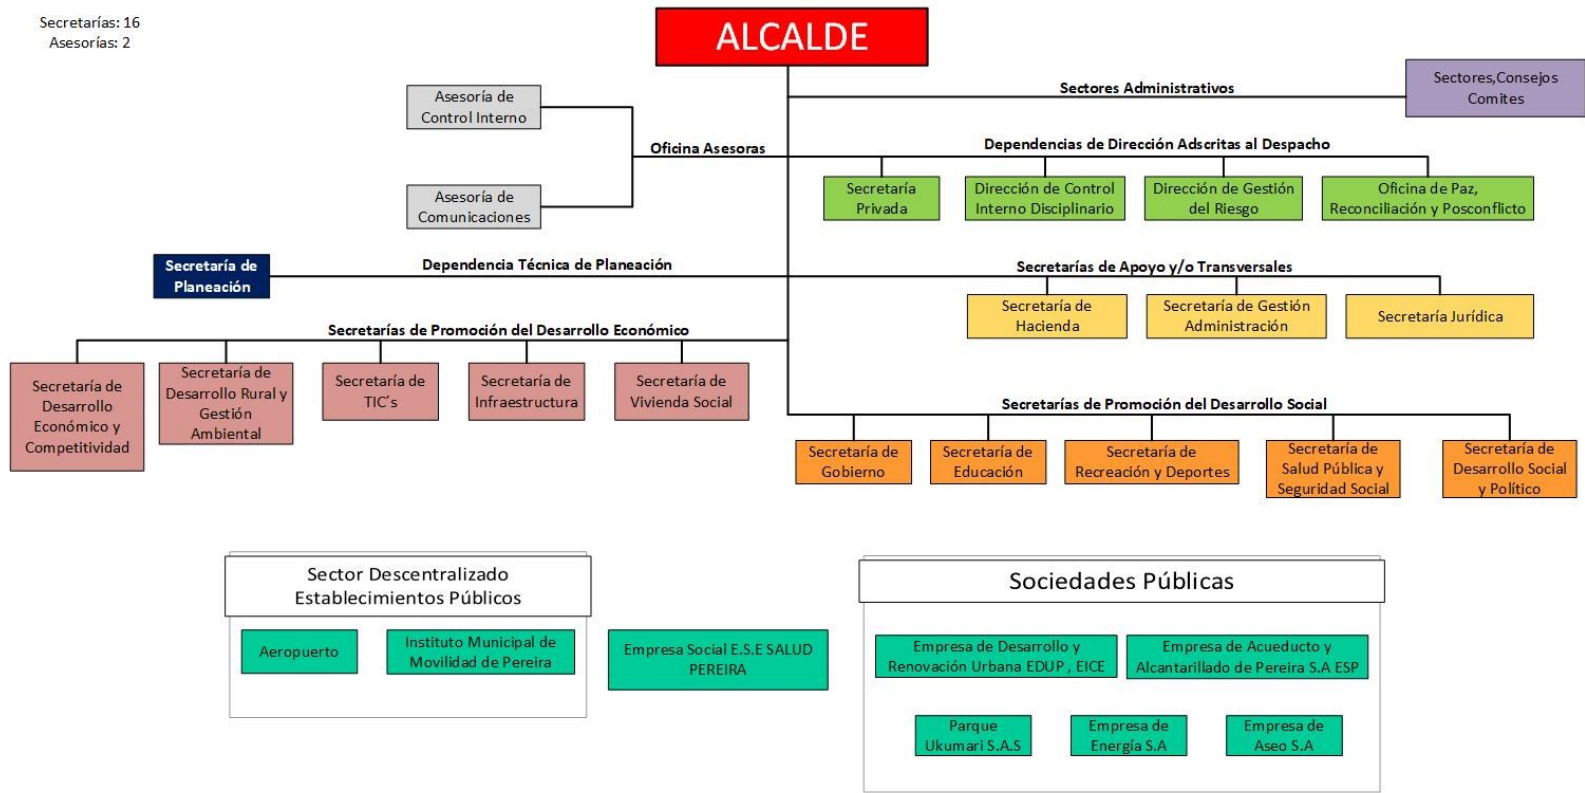 Secretarías: 16
Asesorías: 2
ALCALDE
Sectores Administrativos
Sectores,Consejos
Comites
Asesoría de
Control Interno
Oficina Asesoras
Asesoría de
Comunicaciones
Dependencias de Dirección Adscritas al Despacho
Secretaría
Privada
Dirección de Control
Interno Disciplinario
Dirección de Gestión
del Riesgo
Oficina de Paz,
Reconciliación y Posconflicto
Secretaría de
Planeación
Dependencia Técnica de Planeación
Secretarías de Apoyo y/o Transversales
Secretaría de
Hacienda
Secretaría de Gestión
Administración
Secretaría Jurídica
Secretarías de Promoción del Desarrollo Económico
Secretaría de
Desarrollo
Económico y
Competitividad
Secretaría de
Desarrollo Rural y
Gestión
Ambiental
Secretaría de
TIC´s
Secretaría de
Infraestructura
Secretaría de
Vivienda Social
Secretarías de Promoción del Desarrollo Social
Secretaría de
Gobierno
Secretaría de
Educación
Secretaría de
Recreación y Deportes
Secretaría de
Salud Pública y
Seguridad Social
Secretaría de
Desarrollo Social
y Político
Sector Descentralizado
Establecimientos Públicos
Aeropuerto
Instituto Municipal de
Movilidad de Pereira
Empresa Social E.S.E SALUD
PEREIRA
Sociedades Públicas
Empresa de Desarrollo y
Renovación Urbana EDUP , EICE
Empresa de Acueducto y
Alcantarillado de Pereira S.A ESP
Parque
Ukumari S.A.S
Empresa de
Energía S.A
Empresa de
Aseo S.A